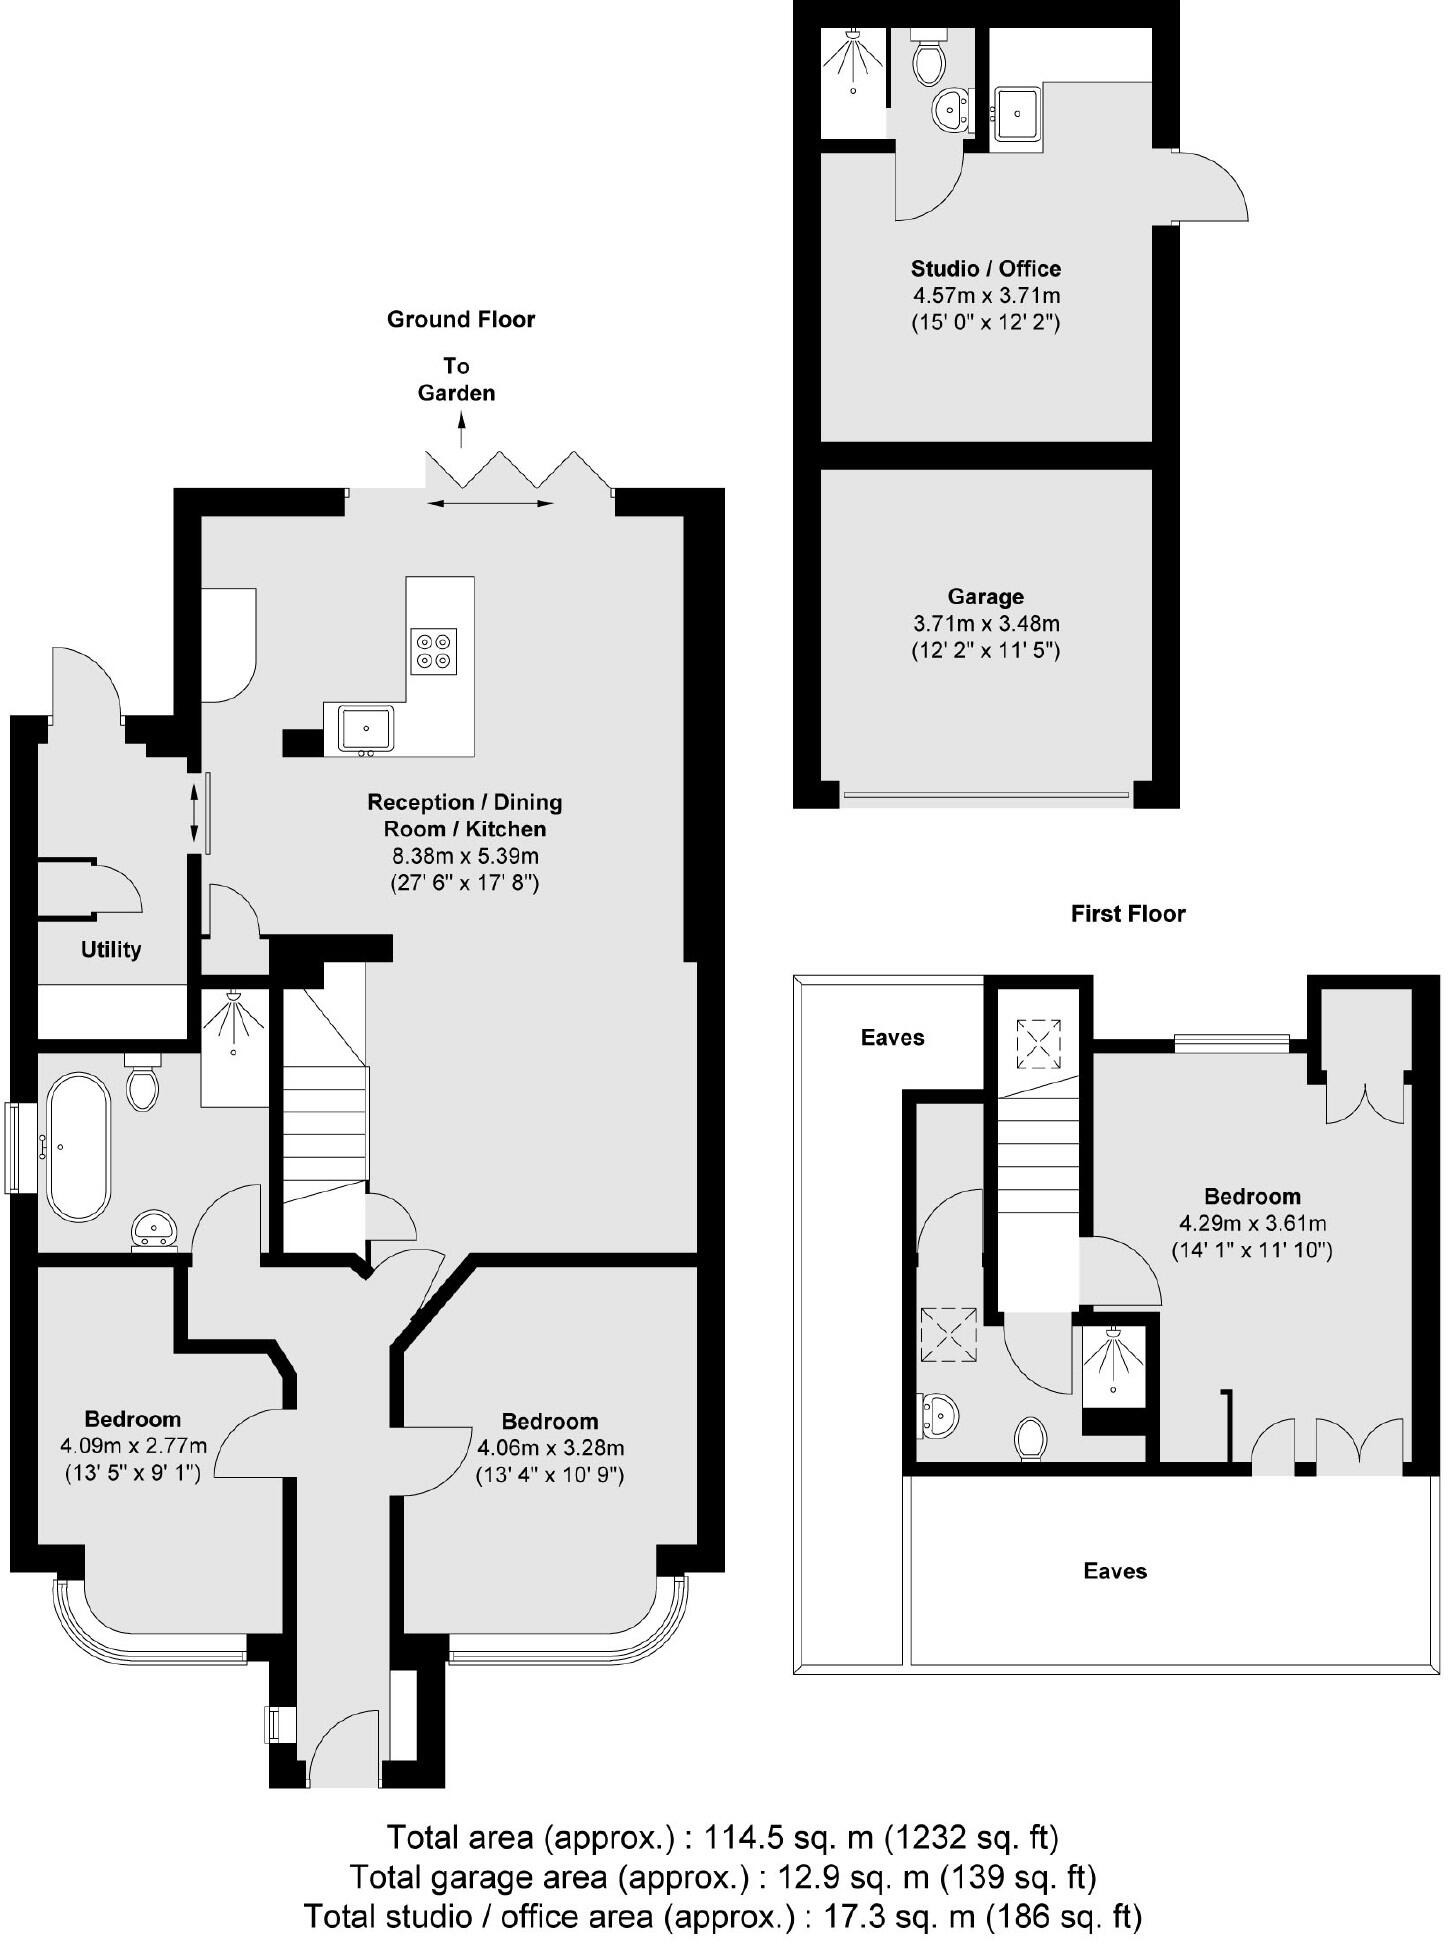 Studio / Office
4.57m x 3.71m
(15' 0" x 12' 2")
Ground Floor
To
Garden
Garage
3.71m x 3.48m
(12' 2" x 11' 5")
Reception / Dining
Room / Kitchen
8.38m x 5.39m
(27' 6" x 17' 8")
Utility
First Floor
Eaves
Bedroom
4.29m x 3.61m
(14' 1" x 11' 10")
Bedroom
4.09m x 2.77m
(13' 5" x 9' 1")
Bedroom
4.06m x 3.28m
(13' 4" x 10' 9")
Eaves
Total area (approx.) : 114.5 sq. m (1232 sq. ft)
Total garage area (approx.) : 12.9 sq. m (139 sq. ft)
Total studio / office area (approx.) : 17.3 sq. m (186 sq. ft)